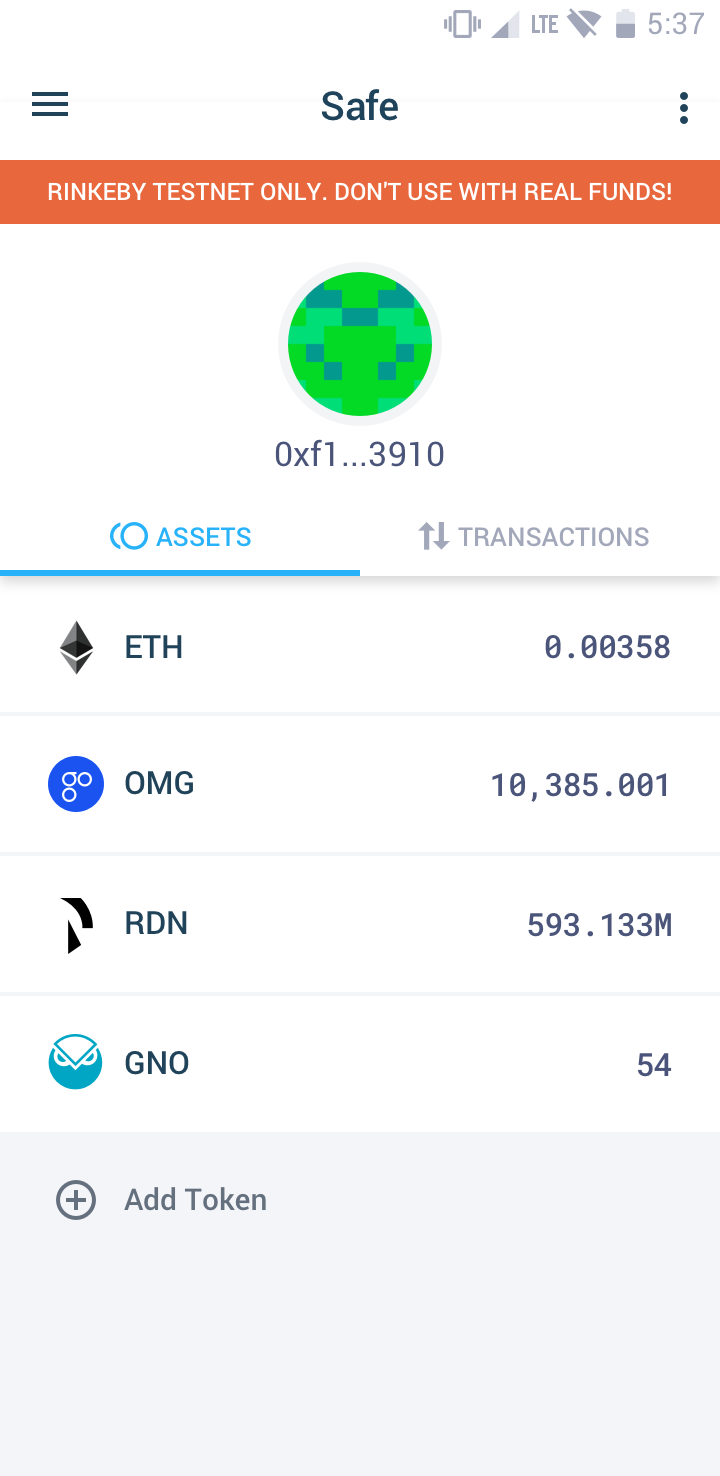 LTE 5:37
Safe
RINKEBY TESTNET ONLY. DON'T USE WITH REAL FUNDS!
0xf1...3910
ASSETS TRANSACTIONS
ETH 0.00358
OMG 10,385.001
RDN 593.133M
GNO 54
Add Token